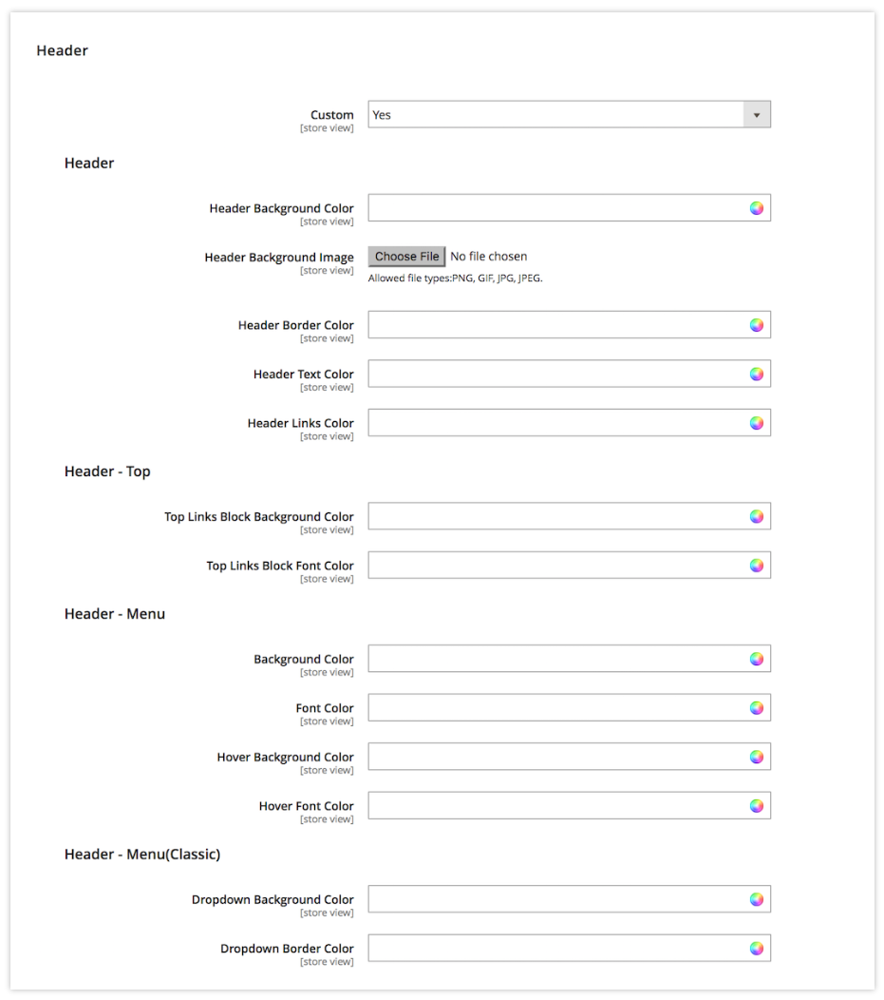 Header
Custom
Yes
[store view]
Header
Header Background Color
[store view]
Header Background Image
Choose File No file chosen
[store view]
Allowed file types:PNG, GIF, JPG, JPEG.
Header Border Color
[store view]
Header Text Color
[store view]
Header Links Color
[store view]
Header - Top
Top Links Block Background Color
[store view]
Top Links Block Font Color
[store view]
Header - Menu
Background Color
[store view]
Font Color
[store view]
Hover Background Color
[store view]
Hover Font Color
[store view]
Header - Menu(Classic)
Dropdown Background Color
[store view]
Dropdown Border Color
[store view]